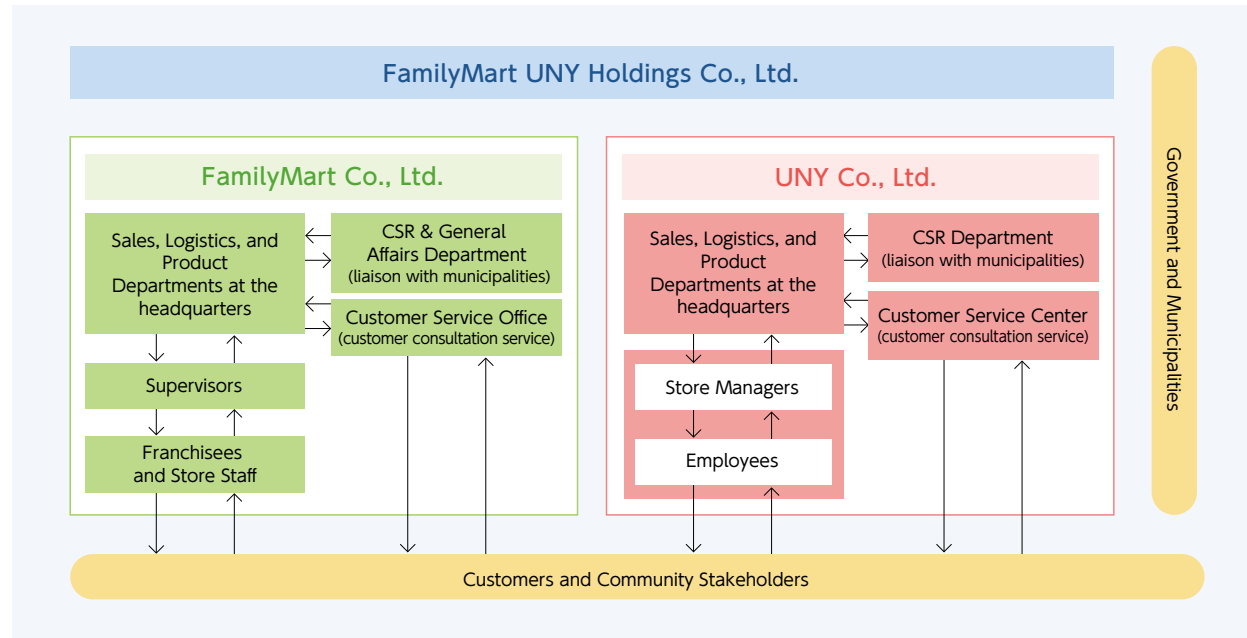 FamilyMart UNY Holdings Co., Ltd.
FamilyMart Co., Ltd.
Sales, Logistics, and
Product
Departments at the
headquarters
CSR & General
Affairs Department
(liaison with municipalities)
Customer Service Office
(customer consultation service)
Supervisors
Franchisees
and Store Staff
UNY Co., Ltd.
Sales, Logistics, and
Product
Departments at the
headquarters
CSR Department
(liaison with municipalities)
Customer Service Center
(customer consultation service)
Store Managers
Employees
Government and Municipalities
Customers and Community Stakeholders